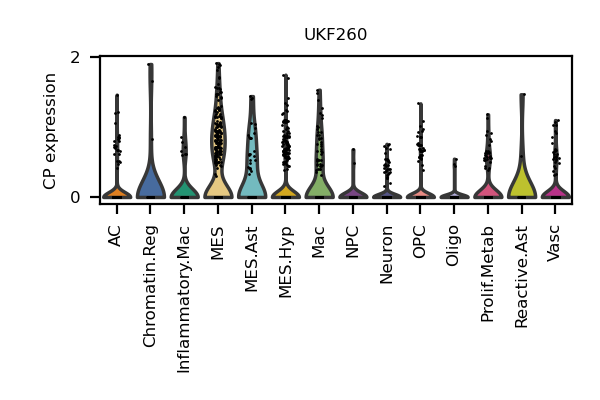 UKF260
CP expression
2
0
AC
Chromatin.Reg
Inflammatory.Mac
MES
MES.Ast
MES.Hyp
Mac
NPC
Neuron
OPC
Oligo
Prolif.Metab
Reactive.Ast
Vasc